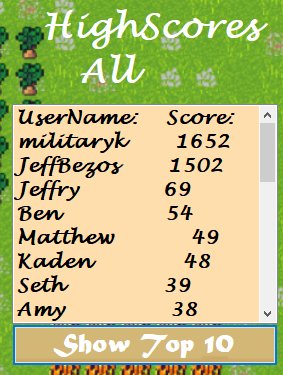 HighScores
All
UserName: Score:
militaryk 1652
JeffBezos 1502
Jeffry 69
Ben 54
Matthew 49
Kaden 48
Seth 39
Amy 38
Show Top 10